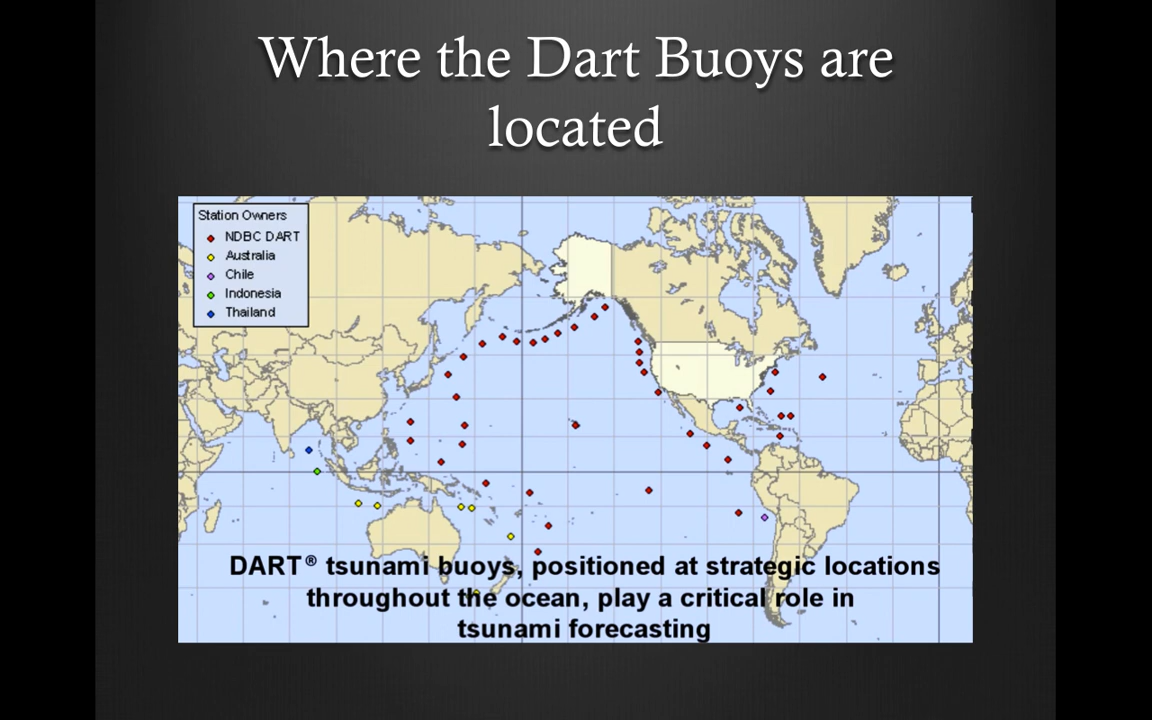 Where the Dart Buoys are
located
Station Owners
NDBC DART
Australia
Chile
Indonesia
Thailand
DART® tsunami buoys, positioned at strategic locations
throughout the ocean, play a critical role in
tsunami forecasting